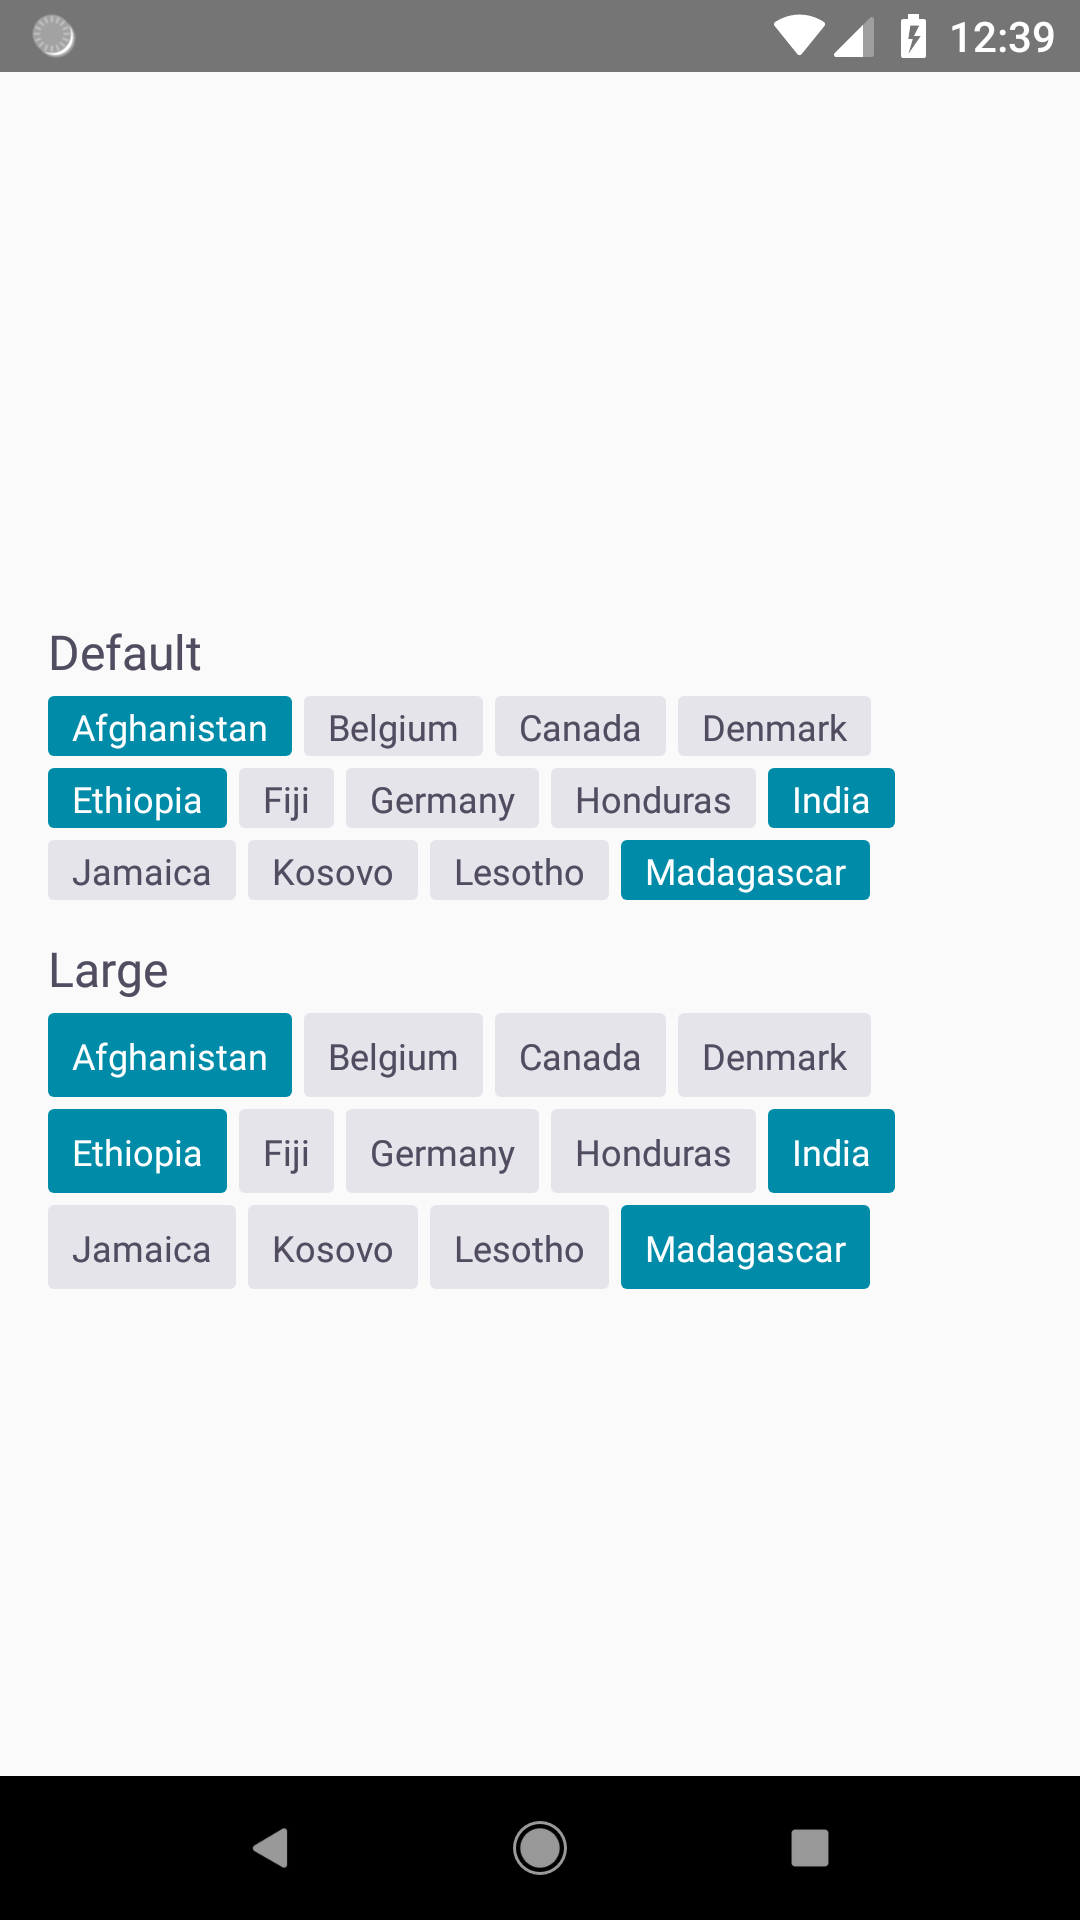 12:39
Default
Afghanistan Belgium Canada Denmark
Ethiopia Fiji Germany Honduras India
Jamaica Kosovo Lesotho Madagascar
Large
Afghanistan Belgium Canada Denmark
Ethiopia Fiji Germany Honduras India
Jamaica Kosovo Lesotho Madagascar